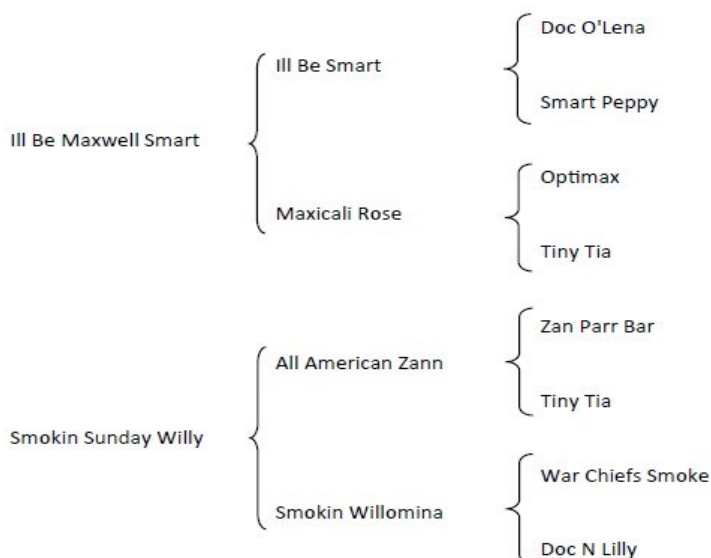 Doc O'Lena
Ill Be Smart
Smart Peppy
Ill Be Maxwell Smart
Optimax
Maxicali Rose
Tiny Tia
Zan Parr Bar
All American Zann
Tiny Tia
Smokin Sunday Willy
War Chiefs Smoke
Smokin Willomina
Doc N Lilly